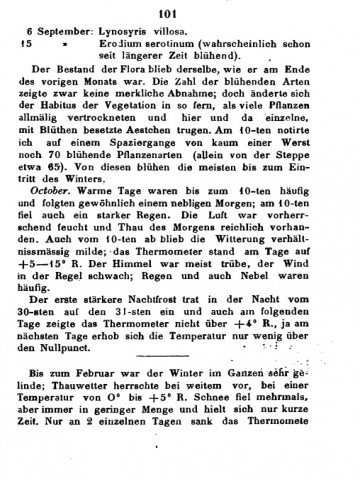 101
6 September: Lynosyris villosa.
15 » Erodium serotinum (wahrscheinlich schon
seit längerer Zeit blühend).
Der Bestand der Flora blieb derselbe, wie er am Ende
des vorigen Monats war. Die Zahl der blühenden Arten
zeigte zwar keine merkliche Abnahme; doch änderte sich
der Habitus der Vegetation in so fern, als viele Pflanzen
allmälig vertrockneten und hier und da einzelne,
mit Blüthen besetzte Aestchen trugen. Am 10-ten notirte
ich auf einem Spaziergange von kaum einer Werst
noch 70 blühende Pflanzenarten (allein von der Steppe
etwa 65). Von diesen blühen die meisten bis zum Ein-
tritt des Winters.
October. Warme Tage waren bis zum 10-ten häufig
und folgten gewöhnlich einem nebligen Morgen; am 10-ten
fiel auch ein starker Regen. Die Luft war vorherr-
schend feucht und Thau des Morgens reichlich vorhan-
den. Auch vom 10-ten ab blieb die Witterung verhält-
nissmässig milde; das Thermometer stand am Tage auf
+5—15° R. Der Himmel war meist trübe, der Wind
in der Regel schwach; Regen und auch Nebel waren
häufig.
Der erste stärkere Nachtfrost trat in der Nacht vom
30-sten auf den 31-sten ein und auch am folgenden
Tage zeigte das Thermometer nicht über +4° R., ja am
nächsten Tage erhob sich die Temperatur nur wenig über
den Nullpunct.
Bis zum Februar war der Winter im Ganzen sehr ge-
linde; Thauwetter herrschte bei weitem vor, bei einer
Temperatur von 0° bis +5° R. Schnee fiel mehrmals,
aber immer in geringer Menge und hielt sich nur kurze
Zeit. Nur an 2 einzelnen Tagen sank das Thermomete